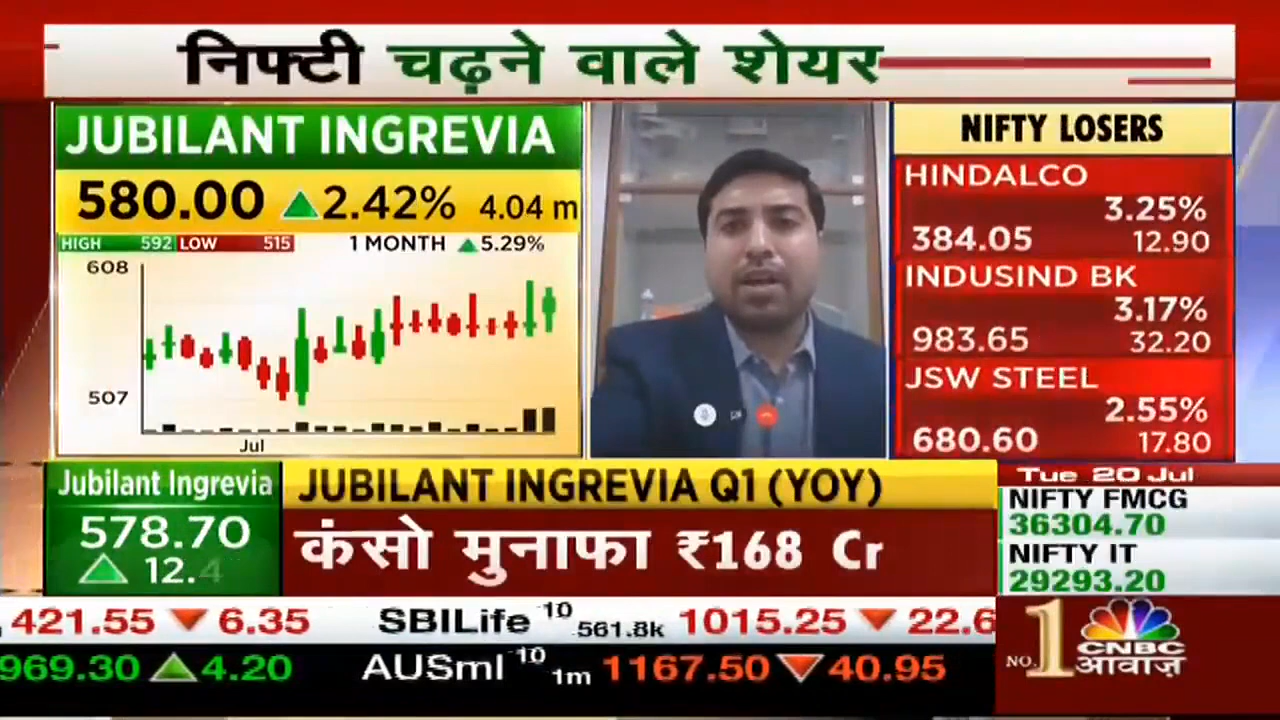 निफ्टी चढ़ने वाले शेयर
JUBILANT INGREVIA
580.00 ▲2.42% 4.04 m
HIGH 592 LOW 515 1 MONTH ▲5.29%
608
507
Jul
NIFTY LOSERS
HINDALCO
3.25%
384.05 12.90
INDUSIND BK
3.17%
983.65 32.20
JSW STEEL
2.55%
680.60 17.80
Jubilant Ingrevia
578.70
▲ 12.4
JUBILANT INGREVIA Q1 (YOY)
कंसो मुनाफा ₹168 Cr
Tue 20 Jul
NIFTY FMCG
36304.70
NIFTY IT
29293.20
421.55 ▼ 6.35 SBILife 10 561.8k 1015.25 ▼ 22.6
969.30 ▲ 4.20 AUSml 10 1m 1167.50 ▼ 40.95
NO. 1 CNBC
आवाज़